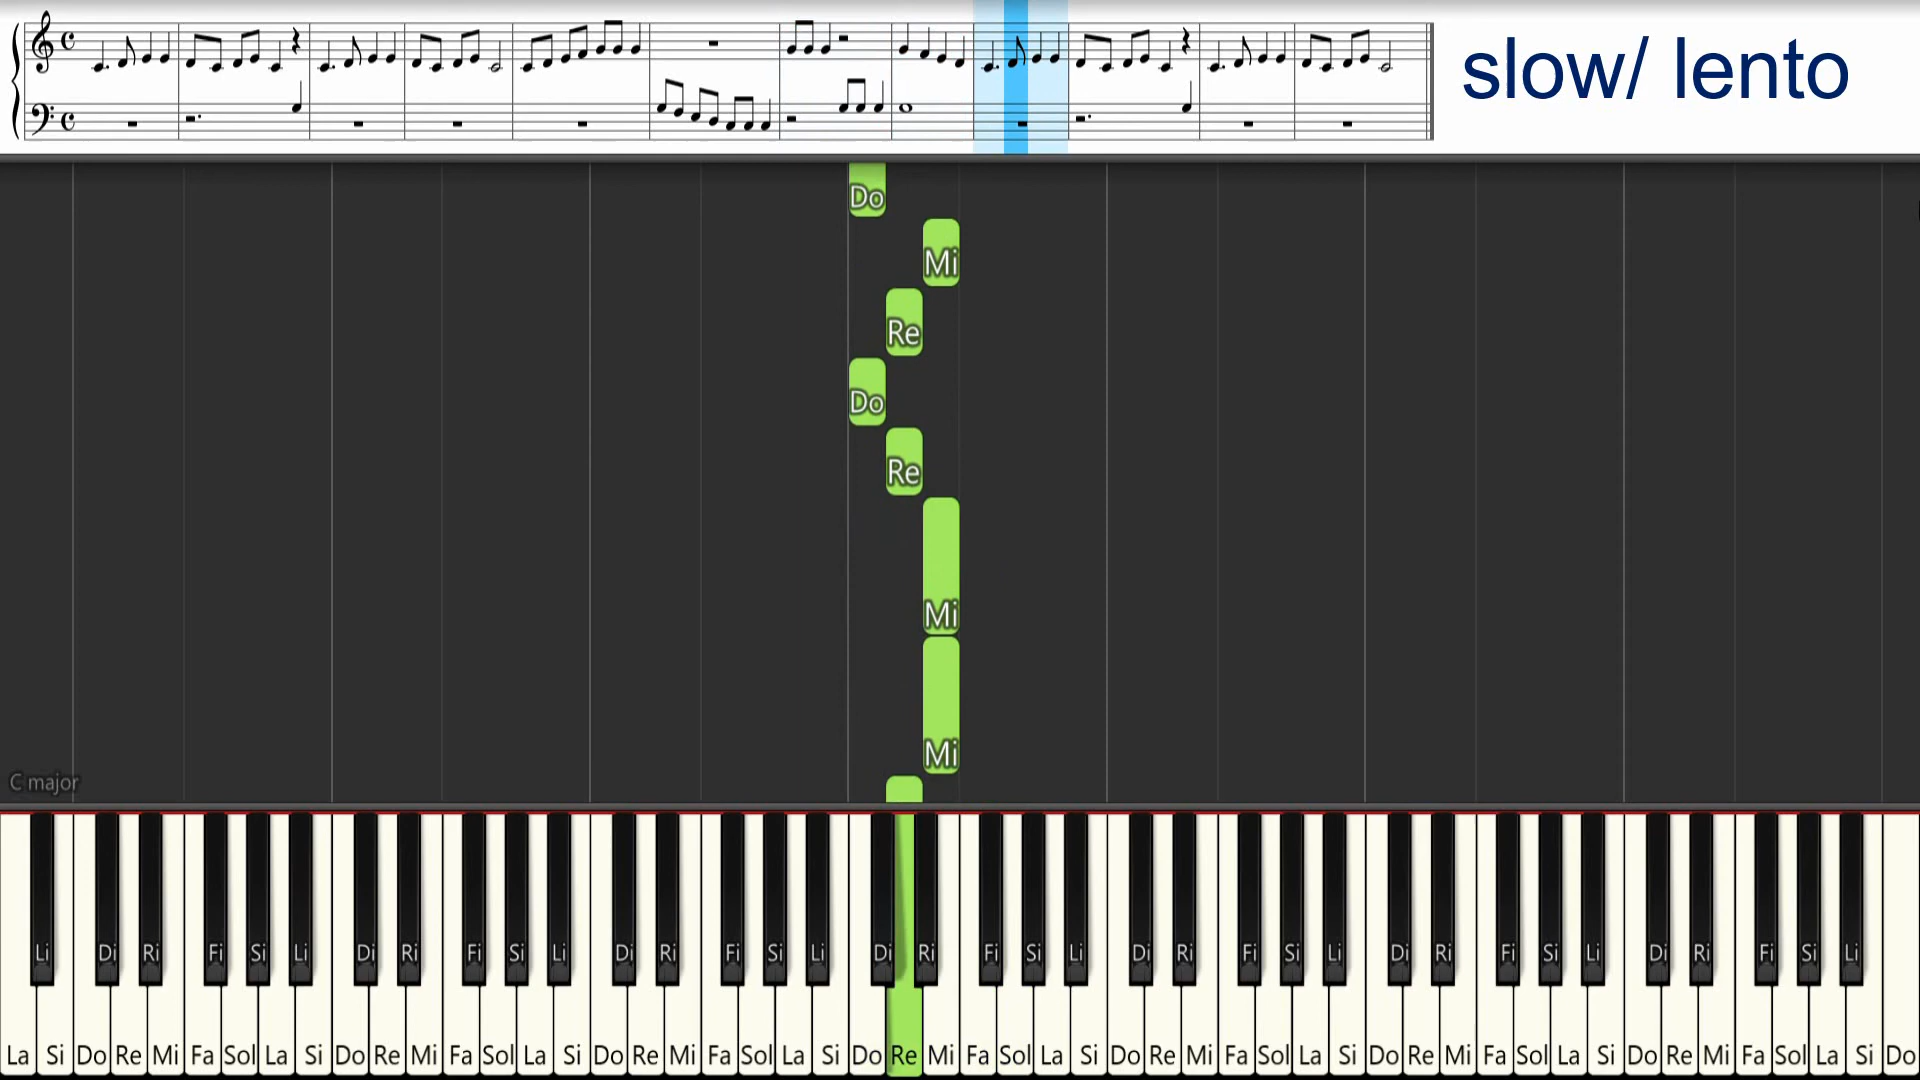 slow/ lento
Do
Mi
Re
Do
Re
Mi
Mi
C major
Li Di Ri Fi Si Li Di Ri Fi Si Li Di Ri Fi Si Li Di Ri Fi Si Li Di Ri Fi Si Li Di Ri Fi Si Li Di Ri Fi Si Li
La Si Do Re Mi Fa Sol La Si Do Re Mi Fa Sol La Si Do Re Mi Fa Sol La Si Do Re Mi Fa Sol La Si Do Re Mi Fa Sol La Si Do Re Mi Fa Sol La Si Do Re Mi Fa Sol La Si Do